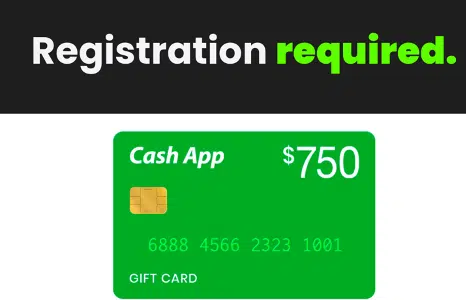 Registration required.
Cash App
$750
6888 4566 2323 1001
GIFT CARD